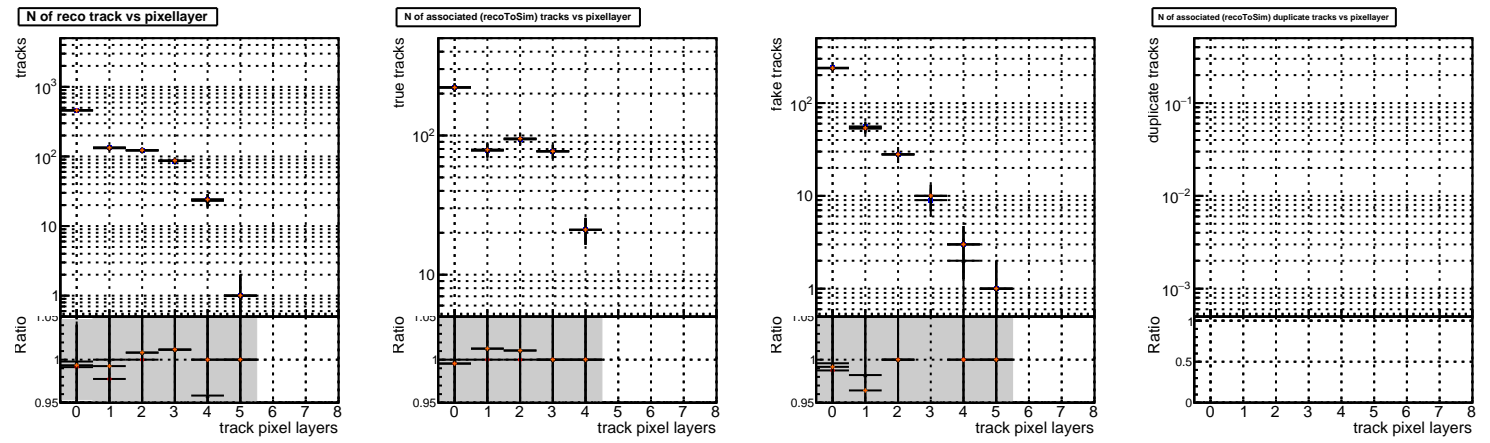 N of reco track vs pixellayer
tracks
10³
10²
10
1
Ratio
1.05
1
0.95
0 1 2 3 4 5 6 7 8
track pixel layers
N of associated (recoToSim) tracks vs pixellayer
true tracks
10²
10
Ratio
1.05
1
0.95
0 1 2 3 4 5 6 7 8
track pixel layers
fake tracks
10²
10
1
Ratio
1.05
1
0.95
0 1 2 3 4 5 6 7 8
track pixel layers
N of associated (recoToSim) duplicate tracks vs pixellayer
duplicate tracks
10⁻¹
10⁻²
10⁻³
Ratio
1
0.5
0
0 1 2 3 4 5 6 7 8
track pixel layers